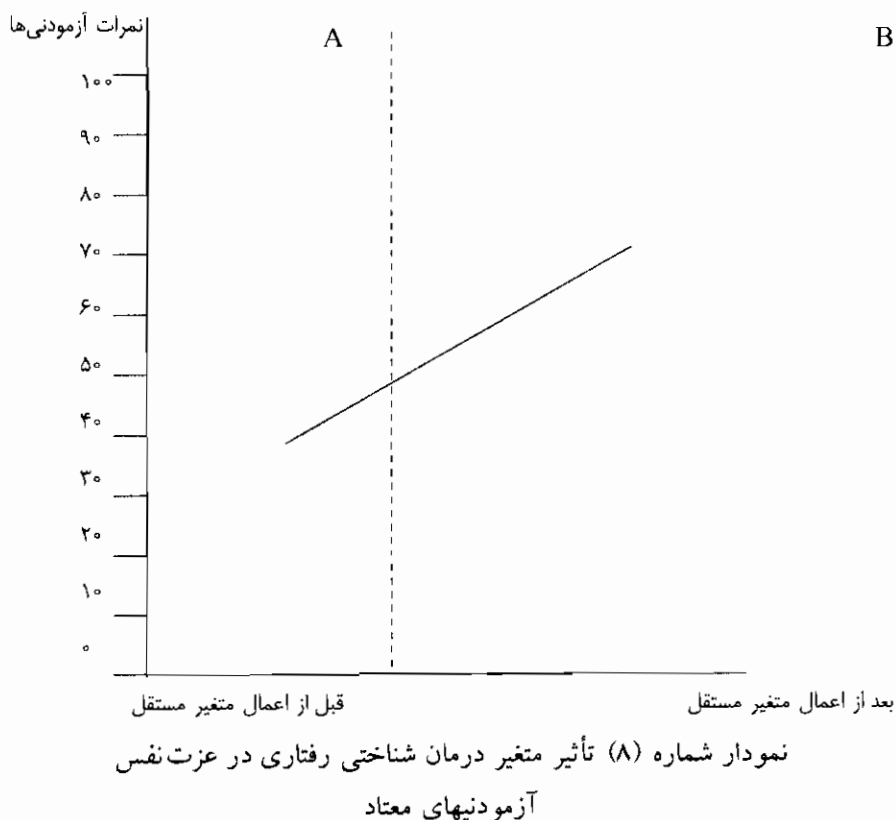 نمرات آزمودنی‌ها
A
B
۱۰۰
۹۰
۸۰
۷۰
۶۰
۵۰
۴۰
۳۰
۲۰
۱۰
۰
قبل از اعمال متغیر مستقل
بعد از اعمال متغیر مستقل
نمودار شماره (۸) تأثیر متغیر درمان شناختی رفتاری در عزت‌نفس
آزمودنیهای معتاد